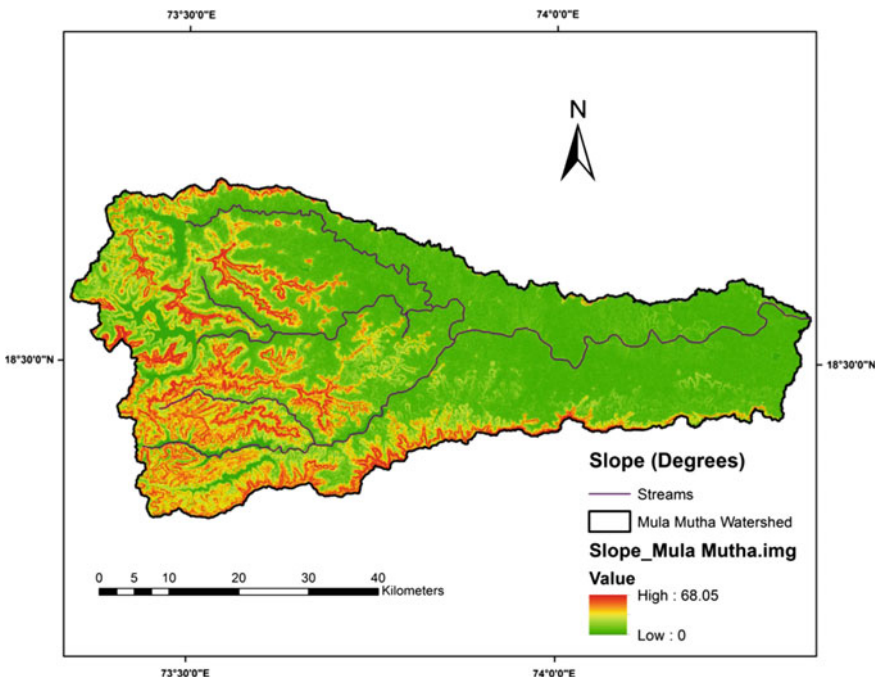 73°30'0"E 74°0'0"E
N
18°30'0"N 18°30'0"N
Slope (Degrees)
Streams
Mula Mutha Watershed
Slope_Mula Mutha.img
Value
High : 68.05
Low : 0
0 5 10 20 30 40
Kilometers
73°30'0"E 74°0'0"E